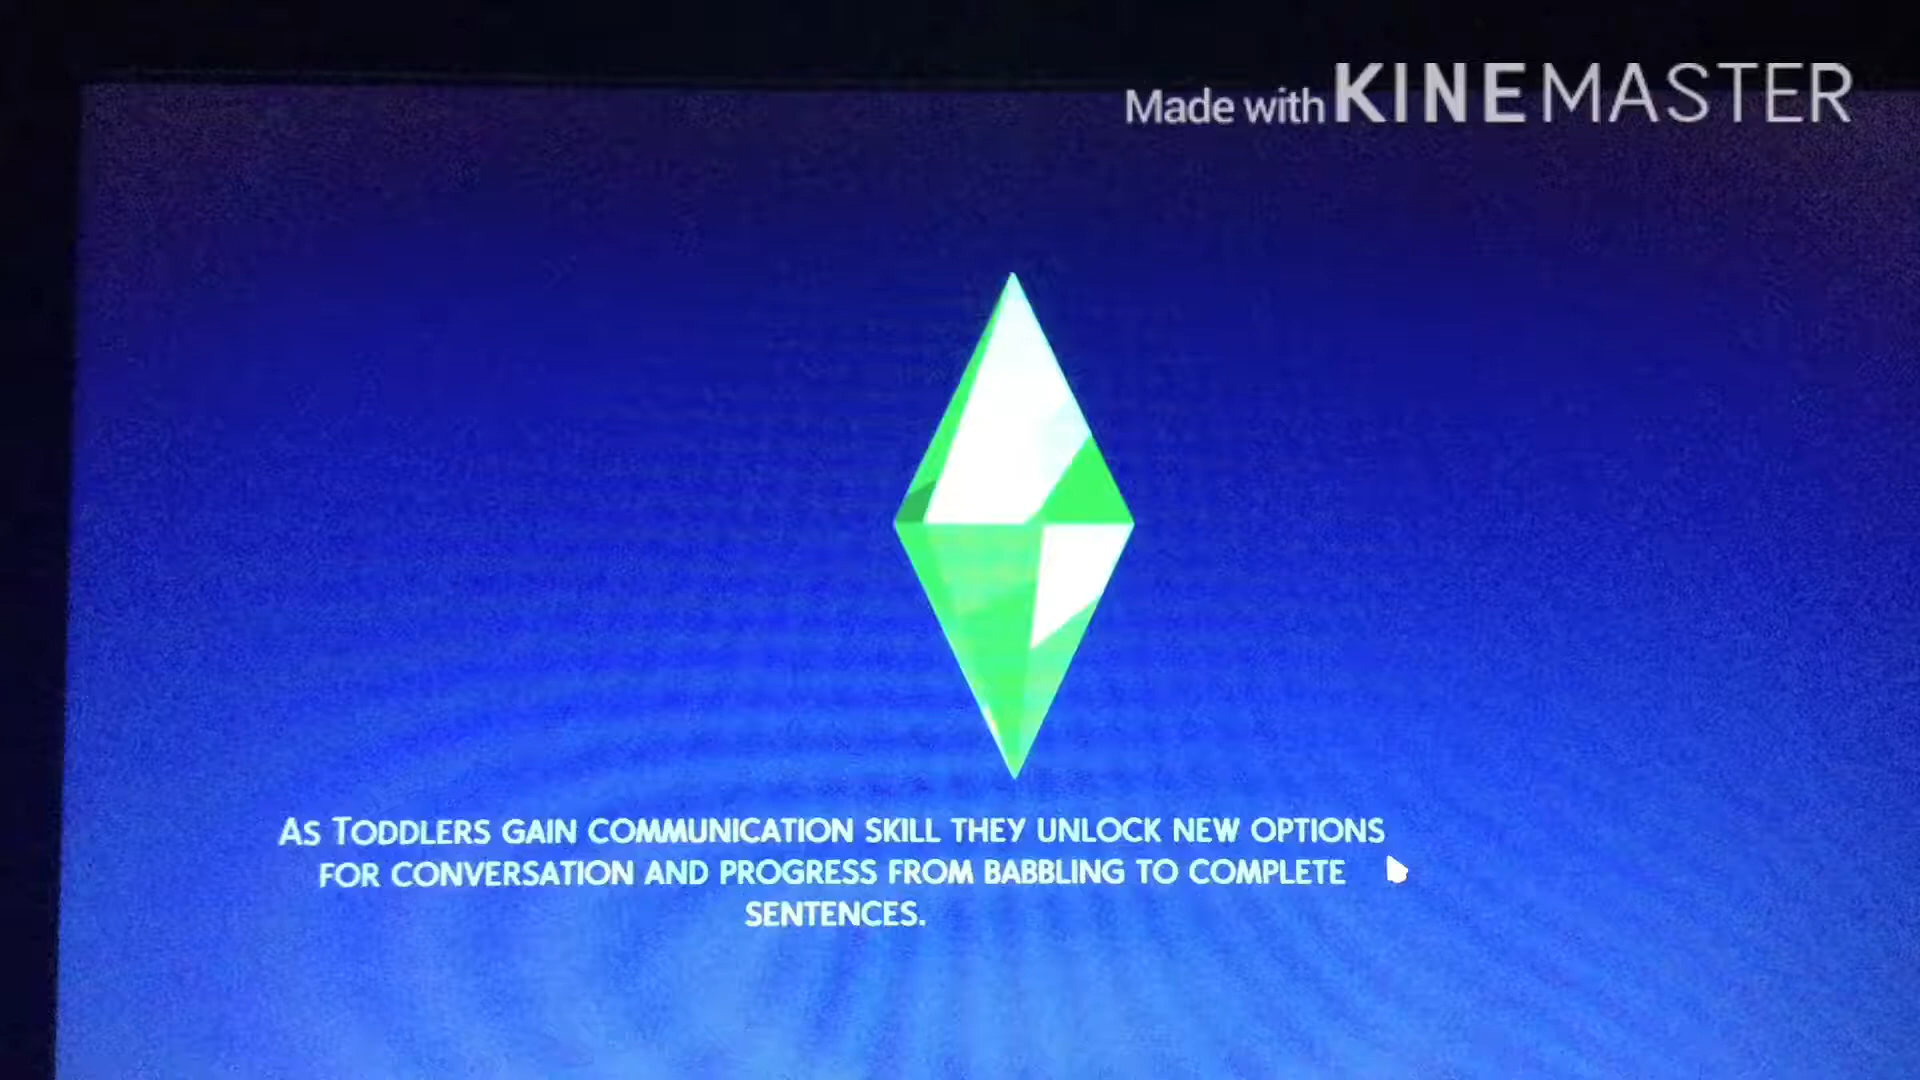 Made with KINEMASTER
AS TODDLERS GAIN COMMUNICATION SKILL THEY UNLOCK NEW OPTIONS
FOR CONVERSATION AND PROGRESS FROM BABBLING TO COMPLETE
SENTENCES.